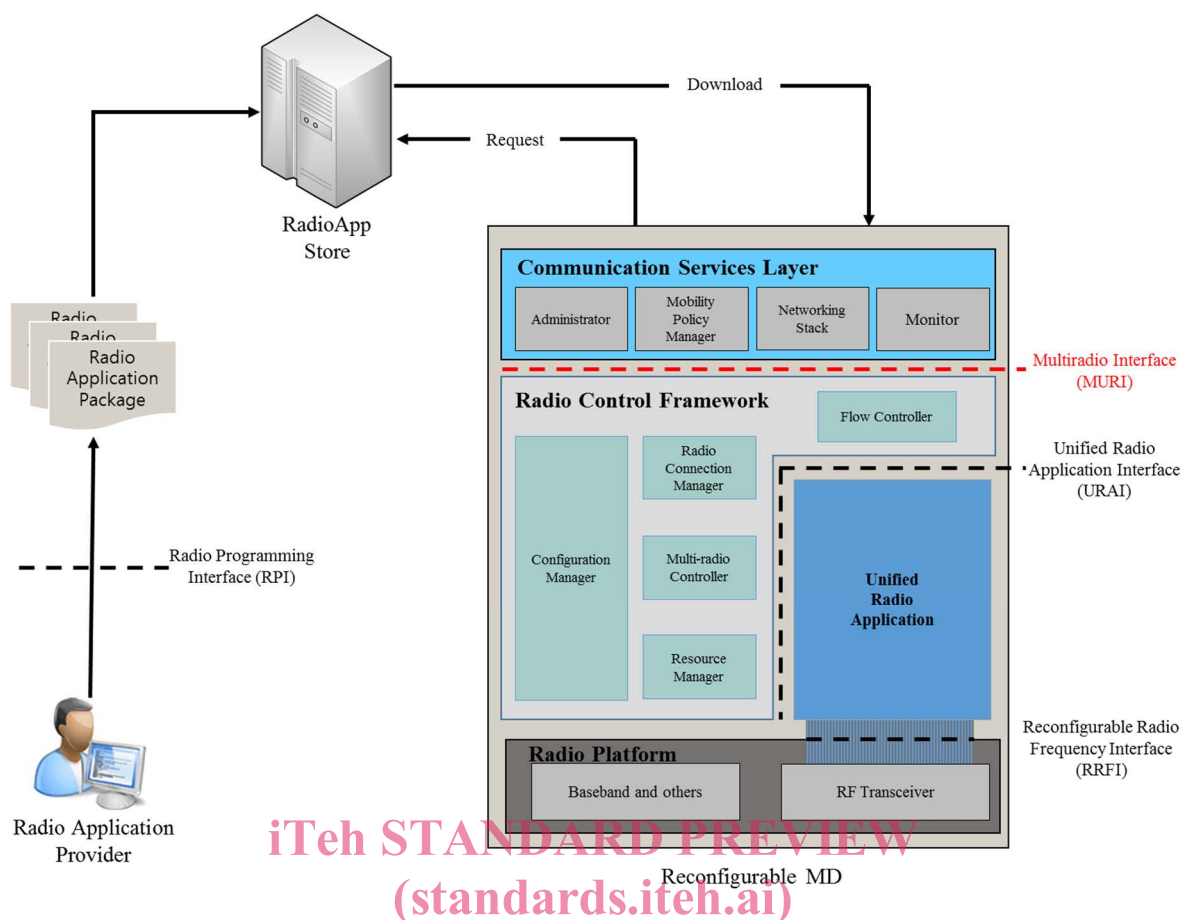 Download
Request
RadioApp
Store
Communication Services Layer
Administrator
Mobility
Policy
Manager
Networking
Stack
Monitor
Radio
Radio
Radio
Application
Package
Multiradio Interface
(MURI)
Radio Control Framework
Flow Controller
Unified Radio
Application Interface
(URAI)
Radio
Connection
Manager
Configuration
Manager
Multi-radio
Controller
Resource
Manager
Unified
Radio
Application
Radio Programming
Interface (RPI)
Reconfigurable Radio
Frequency Interface
(RRFI)
Radio Platform
Baseband and others
RF Transceiver
Radio Application
Provider
iTeh STANDARD PREVIEW
Reconfigurable MD
(standards.iteh.ai)